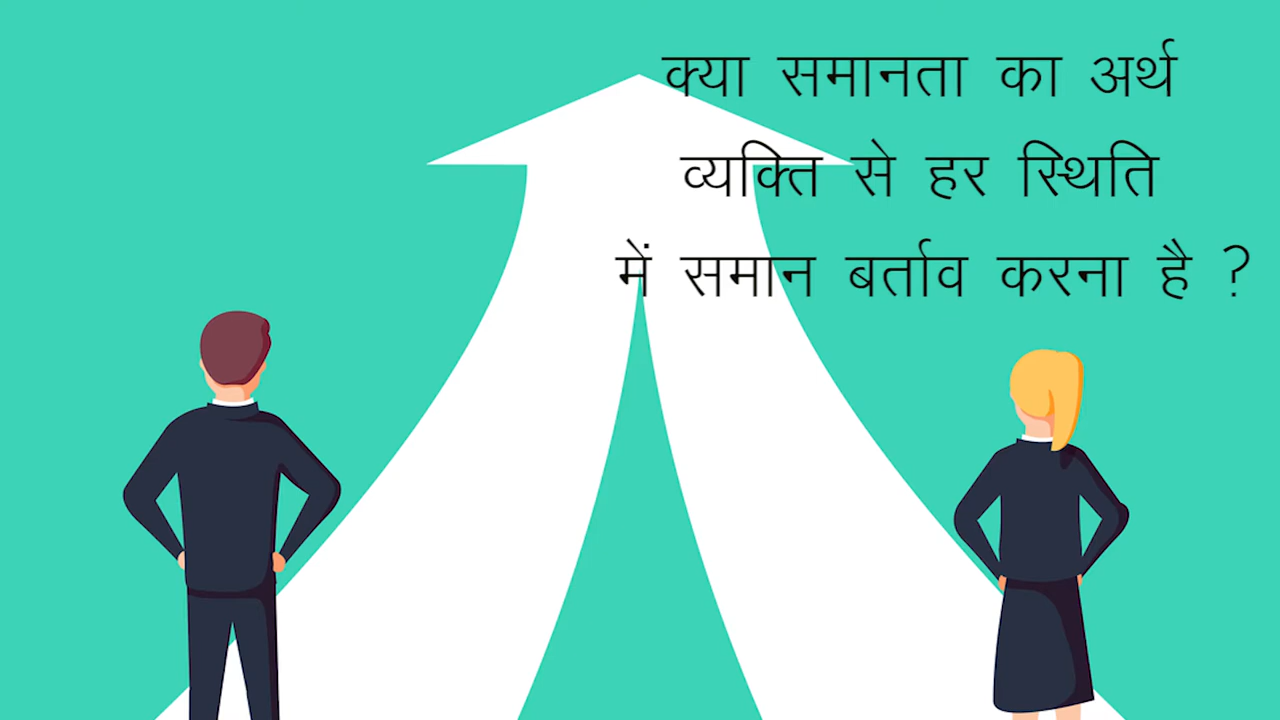 क्या समानता का अर्थ
व्यक्ति से हर स्थिति
में समान बर्ताव करना है ?